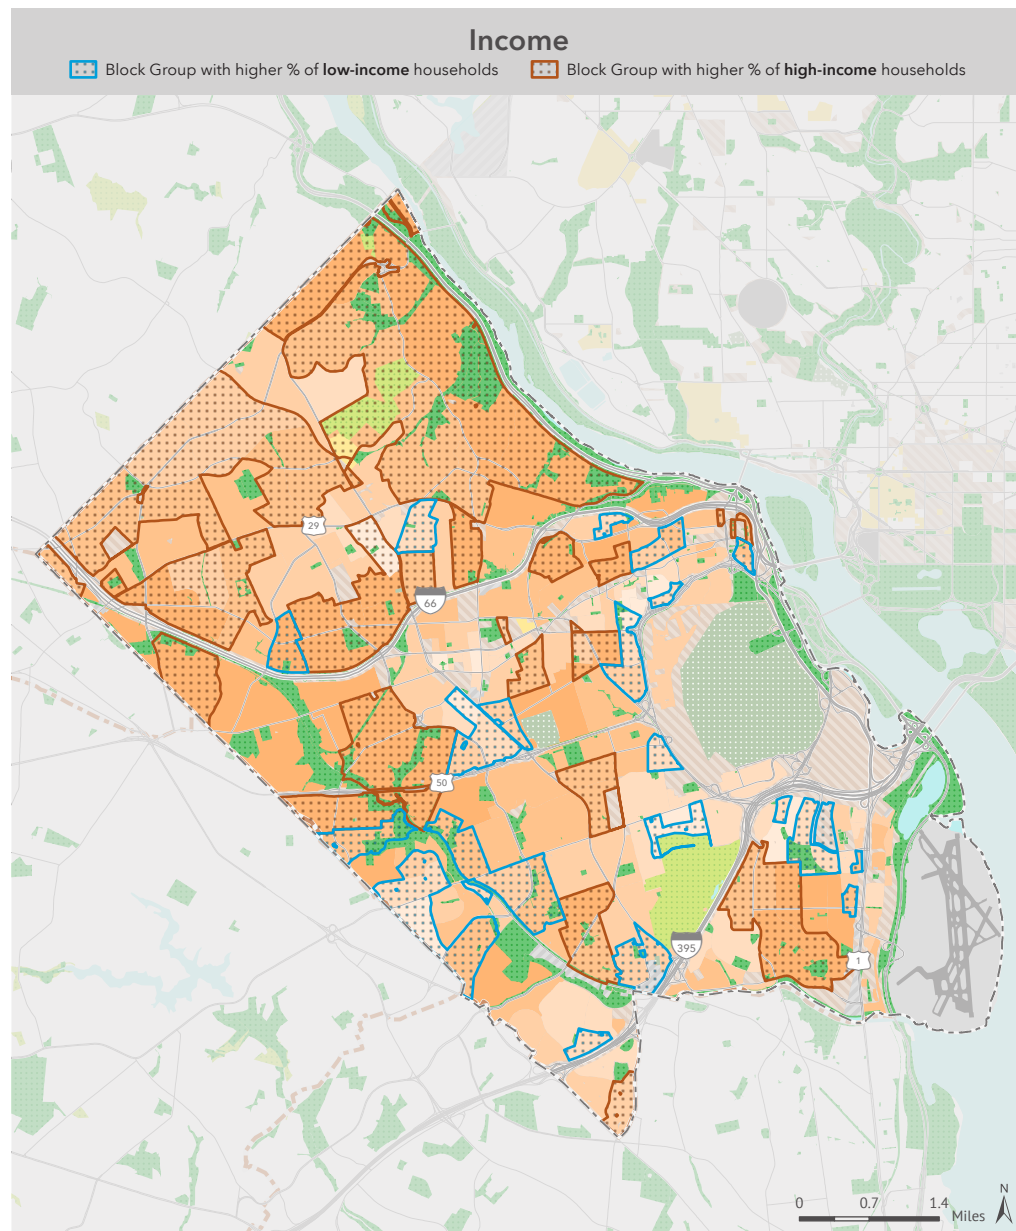 Income
Block Group with higher % of low-income households
Block Group with higher % of high-income households
29
66
50
395
1
N
0 0.7 1.4
Miles